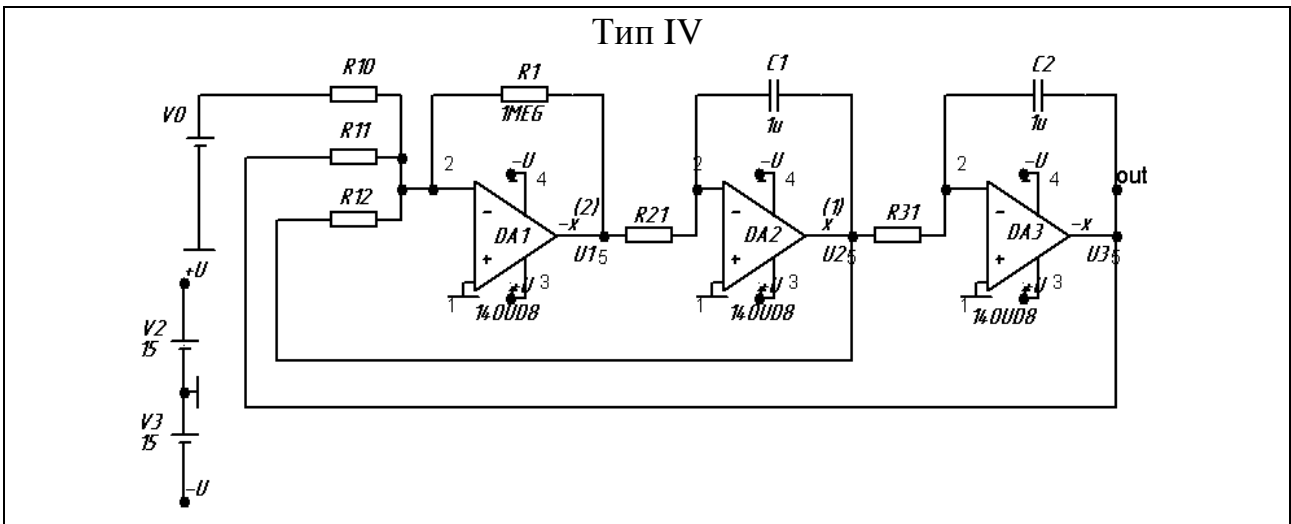 Тип IV
R10
R1
C1
C2
1MEG
1u
1u
V0
R11
2
-U
4
2
-U
4
2
-U
4
out
R12
(2)
(1)
-
DA1
-x
R21
-
DA2
x
R31
-
DA3
-x
+
U1
5
+
U2
5
+
U3
5
+U
3
+U
3
+U
3
1
140UD8
1
140UD8
1
140UD8
+U
V2
15
V3
15
-U